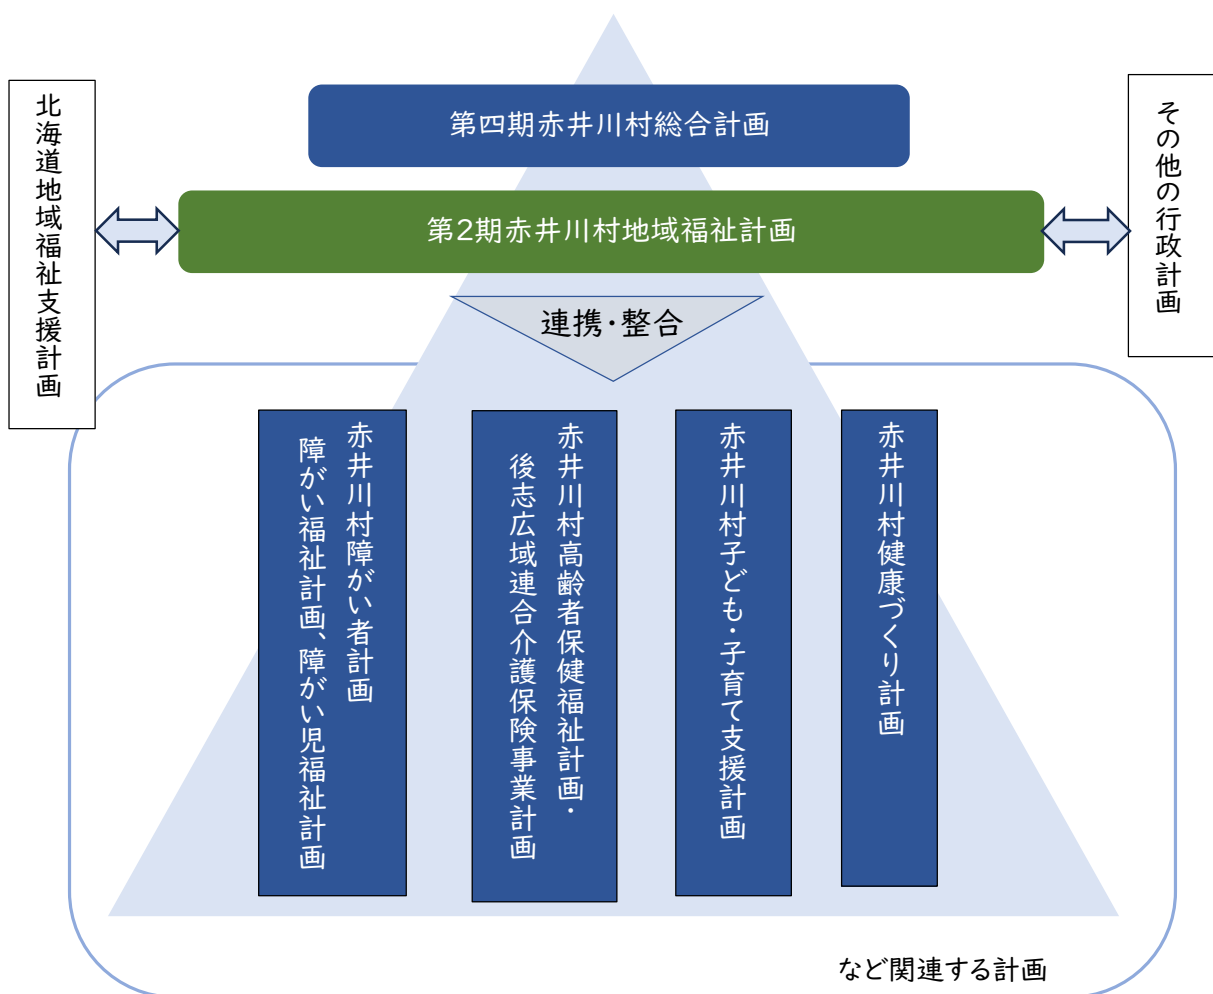 第四期赤井川村総合計画
北海道地域福祉支援計画
第2期赤井川村地域福祉計画
その他の行政計画
連携・整合
赤井川村障がい者計画
障がい福祉計画、障がい児福祉計画
赤井川村高齢者保健福祉計画・
後志広域連合介護保険事業計画
赤井川村子ども・子育て支援計画
赤井川村健康づくり計画
など関連する計画